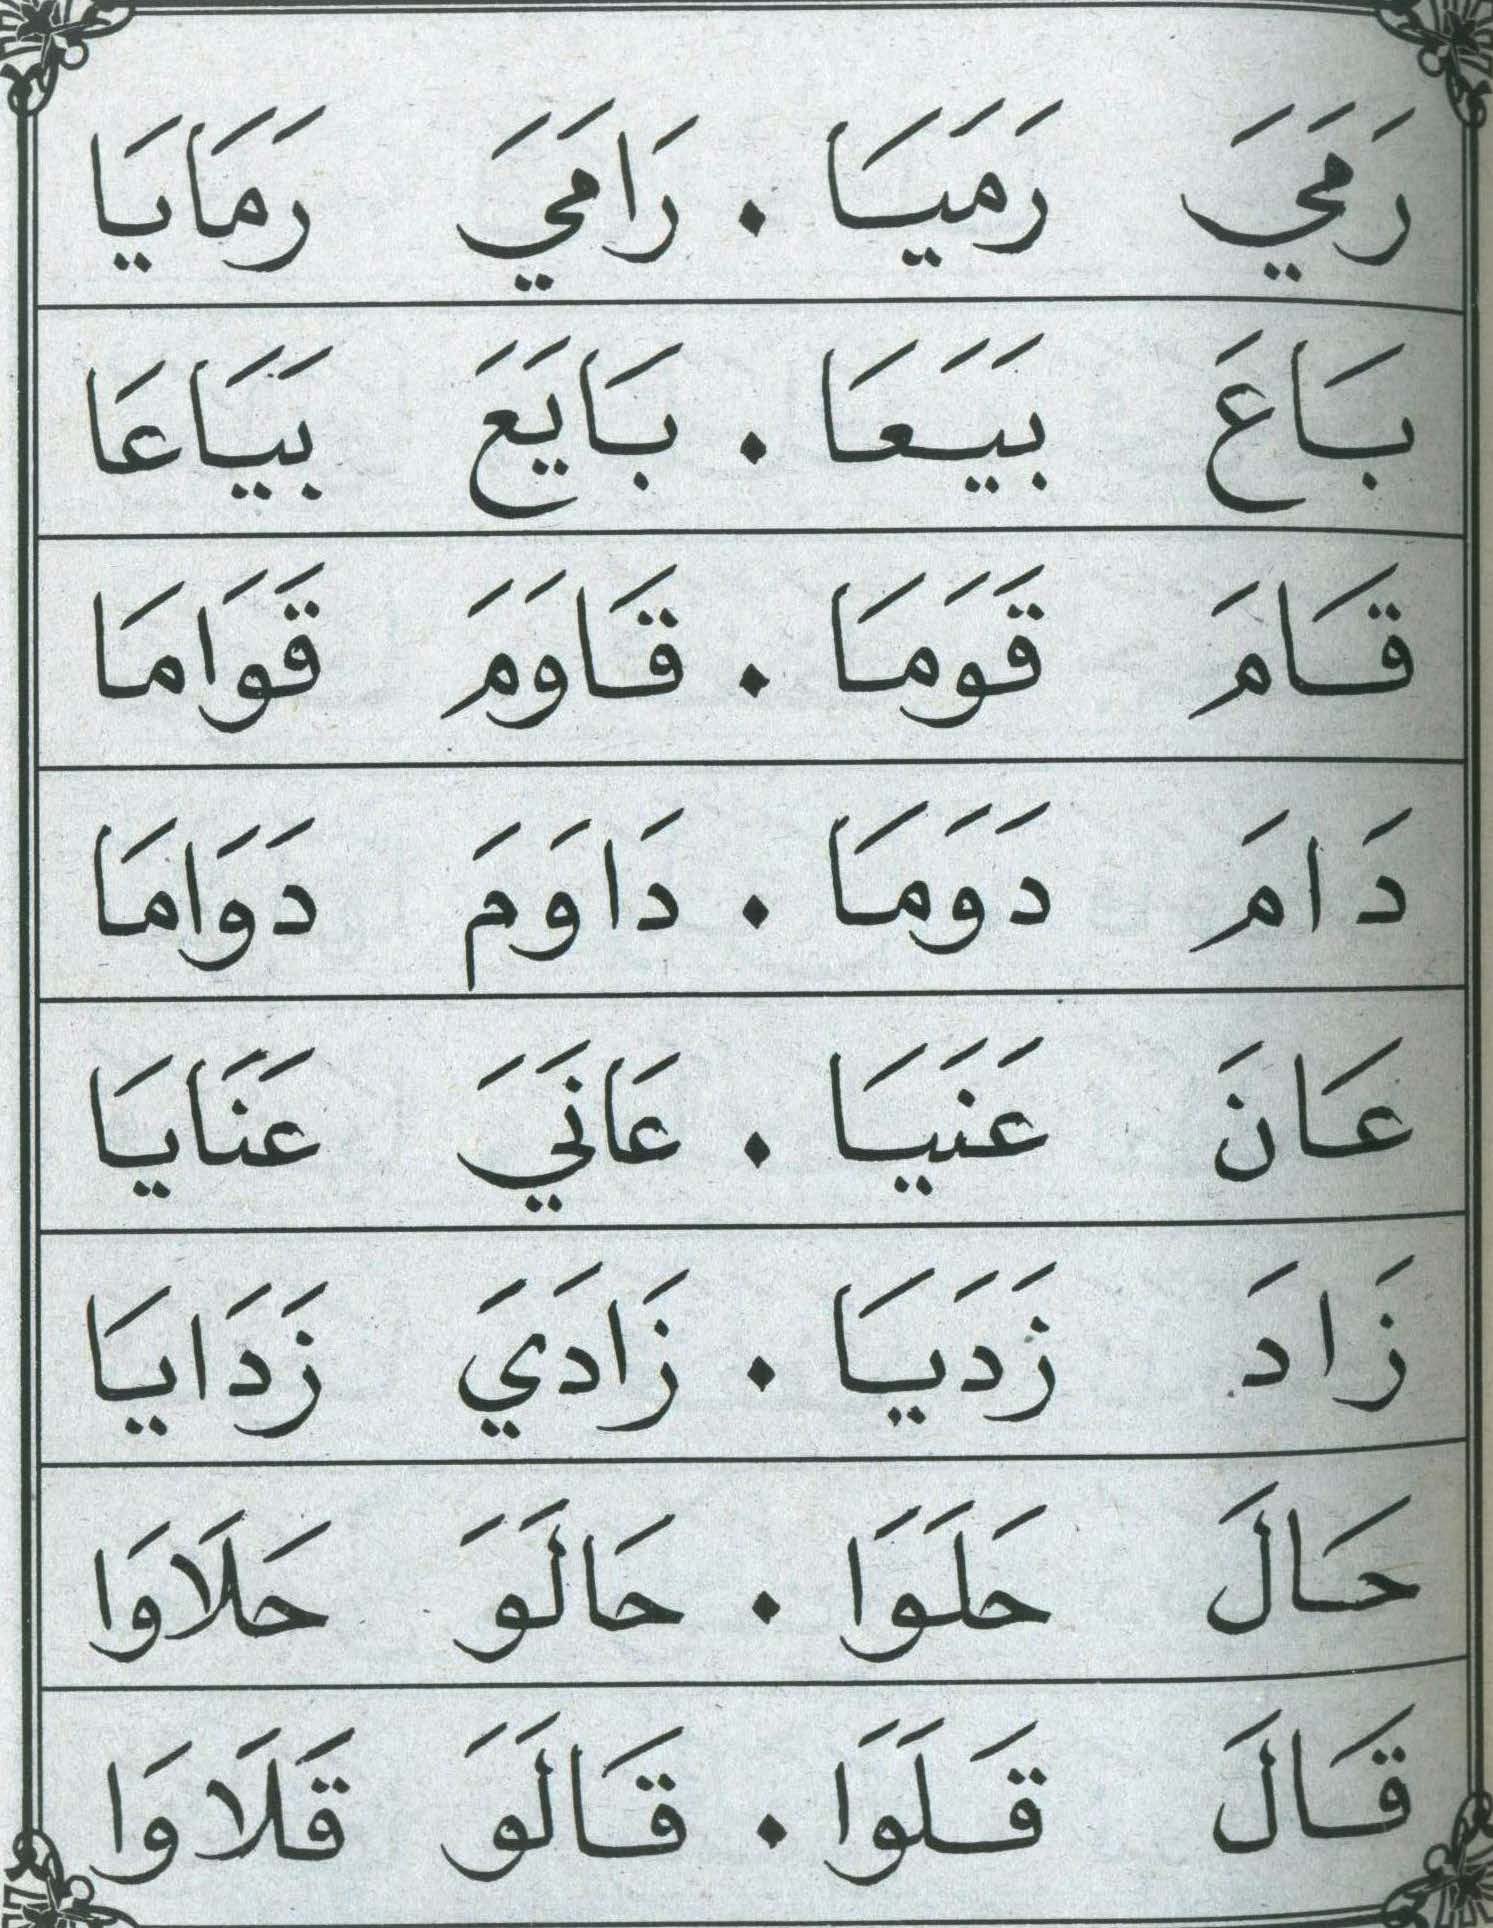 رَمَيَ رَمَيَا . رَامَيَ رَمَايَا
بَاعَ بَيَعَا . بَايَعَ بَيَاعَا
قَامَ قَوَمَا . قَاوَمَ قَوَامَا
دَامَ دَوَمَا . دَاوَمَ دَوَامَا
عَانَ عَنَيَا . عَانَيَ عَنَايَا
زَادَ زَدَيَا . زَادَيَ زَدَايَا
حَالَ حَلَوَا . حَالَوَ حَلَاوَا
قَالَ قَلَوَا . قَالَوَ قَلَاوَا